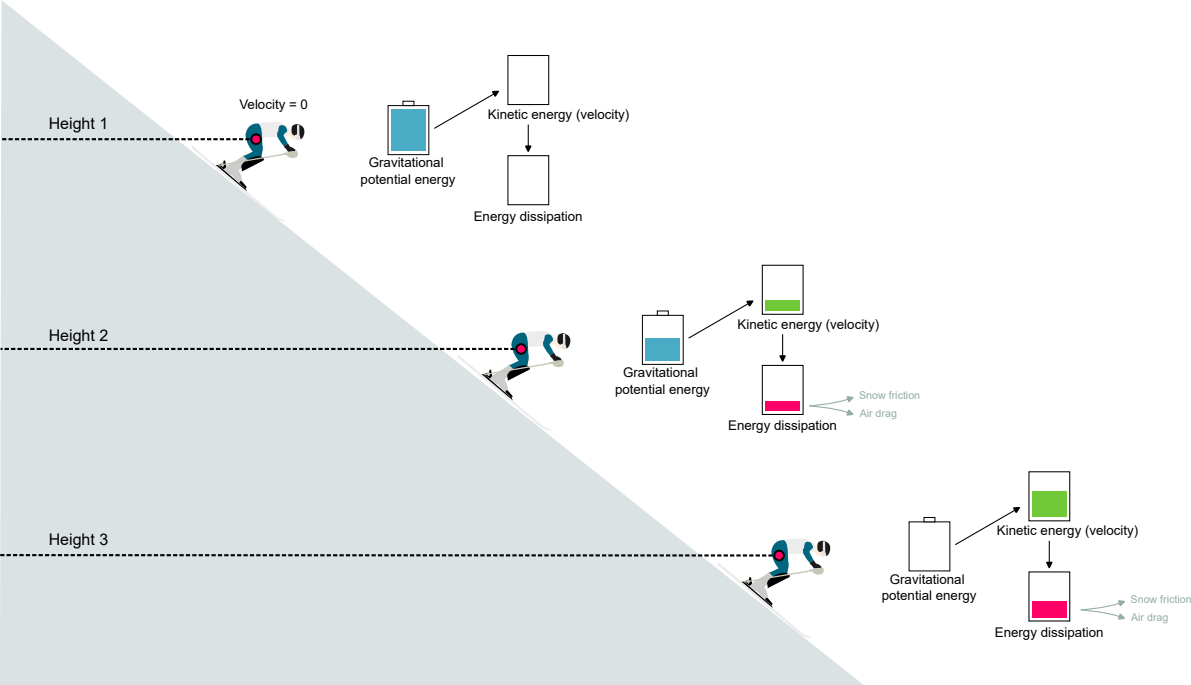 Velocity = 0
Height 1
Kinetic energy (velocity)
Gravitational
potential energy
Energy dissipation
Height 2
Kinetic energy (velocity)
Gravitational
potential energy
Snow friction
Air drag
Energy dissipation
Height 3
Kinetic energy (velocity)
Gravitational
potential energy
Snow friction
Air drag
Energy dissipation